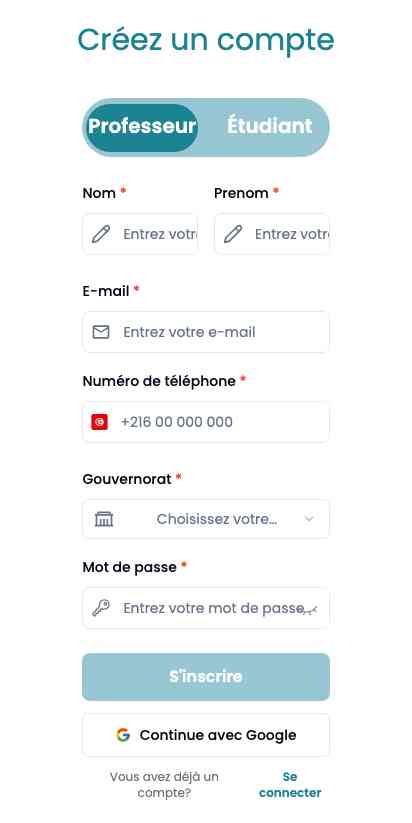 Créez un compte
Professeur Étudiant
Nom * Prenom *
Entrez votr Entrez votr
E-mail *
Entrez votre e-mail
Numéro de téléphone *
+216 00 000 000
Gouvernorat *
Choisissez votre...
Mot de passe *
Entrez votre mot de passe
S'inscrire
Continue avec Google
Vous avez déjà un
compte?
Se
connecter